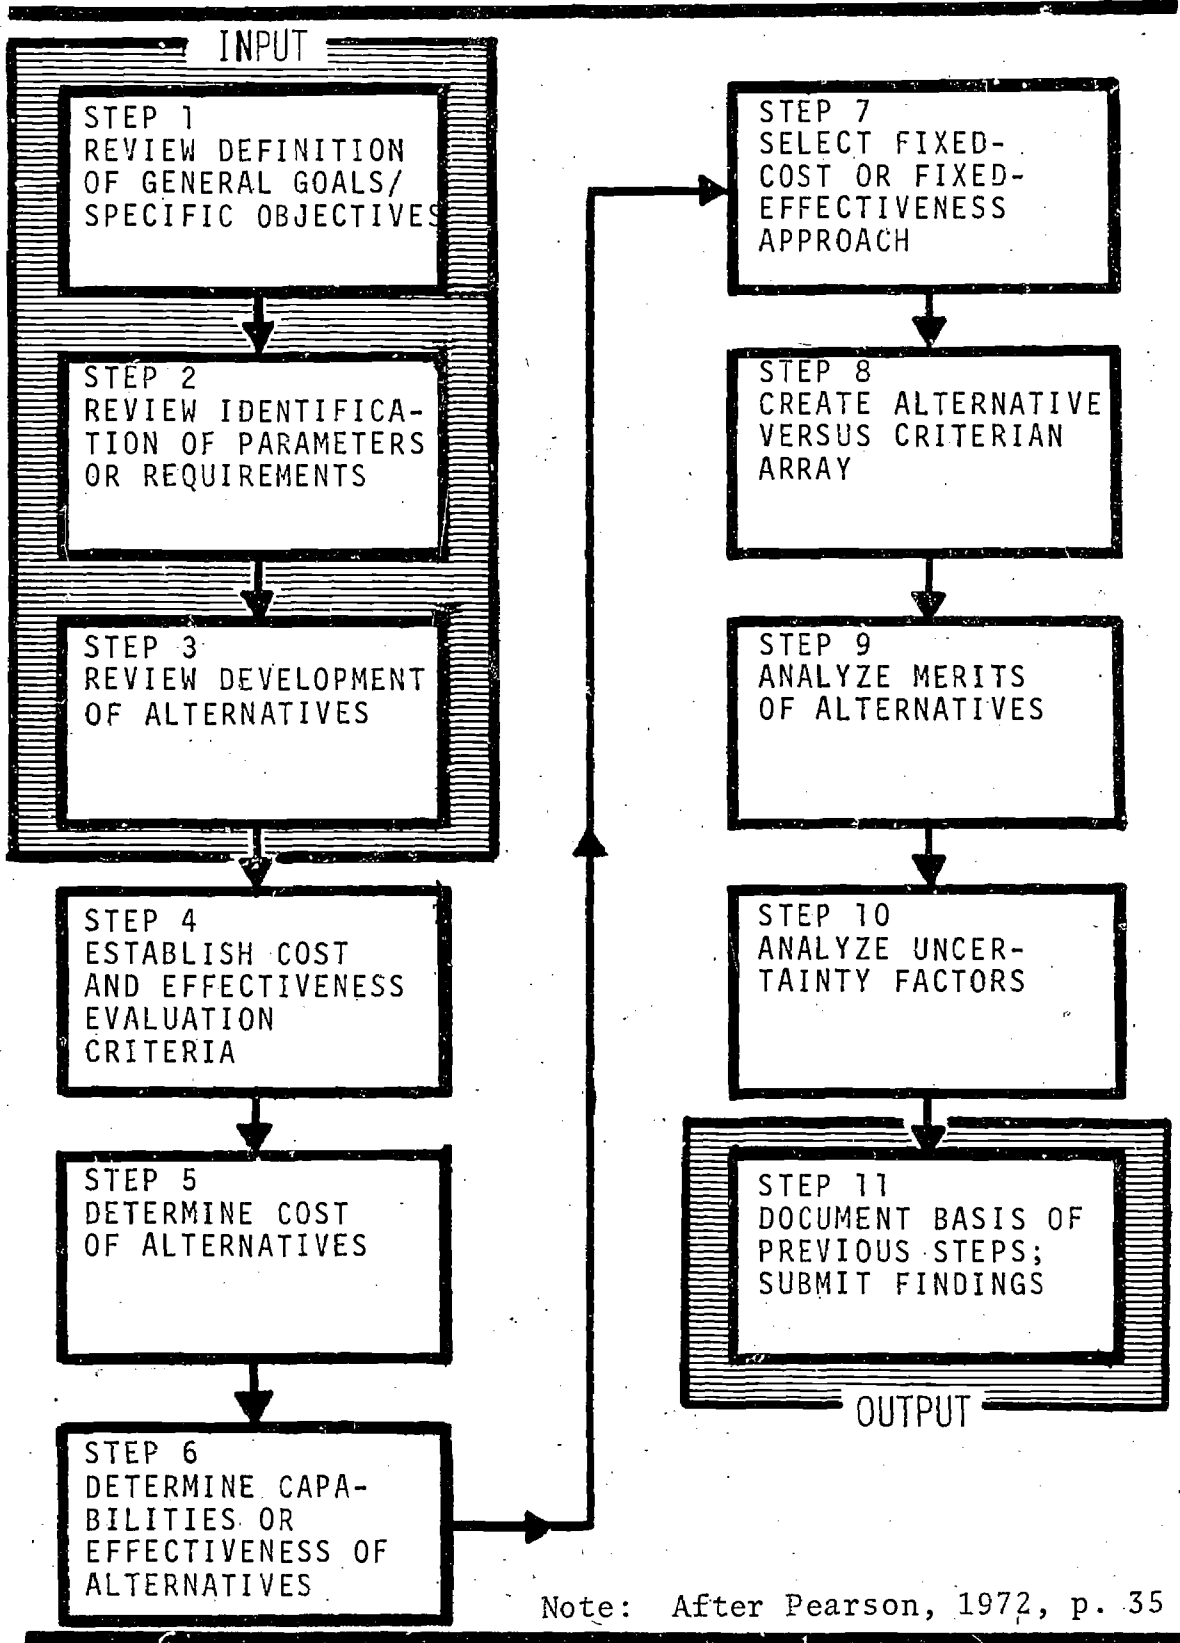 INPUT
STEP 1
REVIEW DEFINITION
OF GENERAL GOALS/
SPECIFIC OBJECTIVES
STEP 2
REVIEW IDENTIFICA-
TION OF PARAMETERS
OR REQUIREMENTS
STEP 3
REVIEW DEVELOPMENT
OF ALTERNATIVES
STEP 4
ESTABLISH COST
AND EFFECTIVENESS
EVALUATION
CRITERIA
STEP 5
DETERMINE COST
OF ALTERNATIVES
STEP 6
DETERMINE CAPA-
BILITIES OR
EFFECTIVENESS OF
ALTERNATIVES
STEP 7
SELECT FIXED-
COST OR FIXED-
EFFECTIVENESS
APPROACH
STEP 8
CREATE ALTERNATIVE
VERSUS CRITERIAN
ARRAY
STEP 9
ANALYZE MERITS
OF ALTERNATIVES
STEP 10
ANALYZE UNCER-
TAINTY FACTORS
STEP 11
DOCUMENT BASIS OF
PREVIOUS STEPS;
SUBMIT FINDINGS
OUTPUT
Note: After Pearson, 1972, p. 35